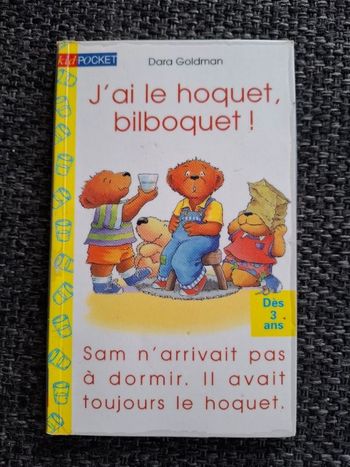 kid POCKET
Dara Goldman
J'ai le hoquet,
bilboquet !
Dès
3
ans
Sam n'arrivait pas
à dormir. Il avait
toujours le hoquet.